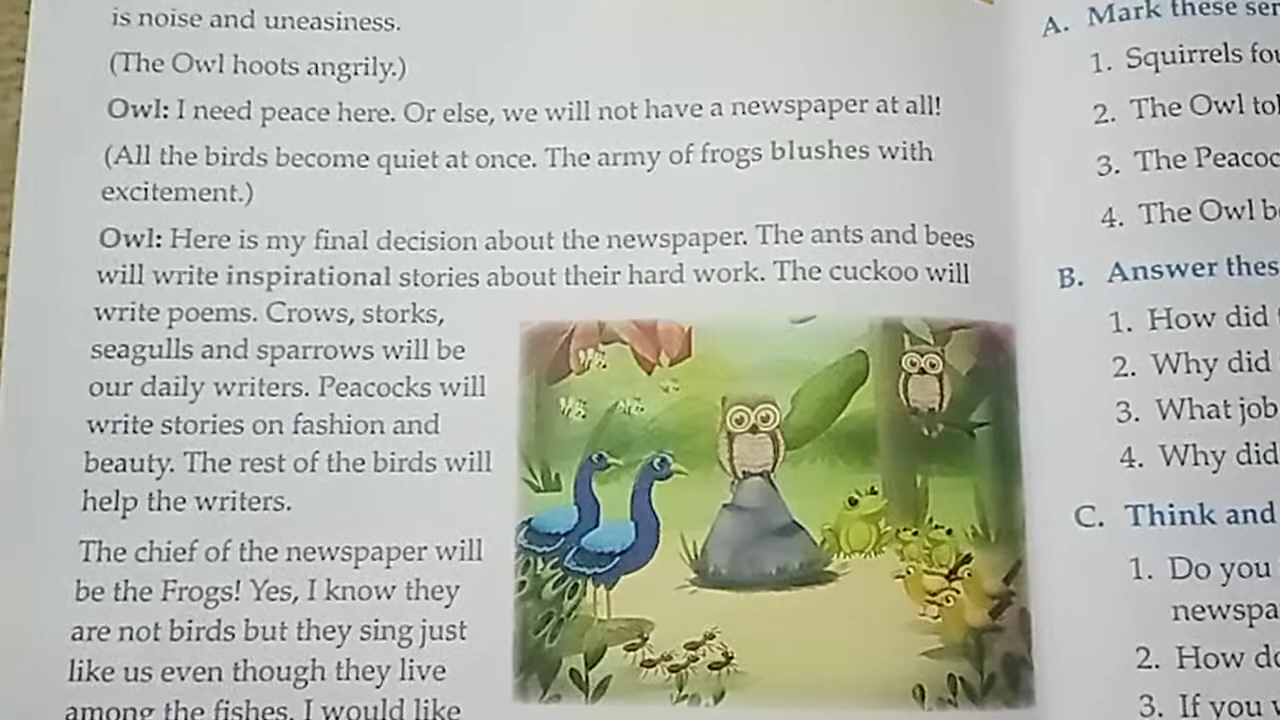 is noise and uneasiness.
(The Owl hoots angrily.)
Owl: I need peace here. Or else, we will not have a newspaper at all!
(All the birds become quiet at once. The army of frogs blushes with
excitement.)
Owl: Here is my final decision about the newspaper. The ants and bees
will write inspirational stories about their hard work. The cuckoo will
write poems. Crows, storks,
seagulls and sparrows will be
our daily writers. Peacocks will
write stories on fashion and
beauty. The rest of the birds will
help the writers.
The chief of the newspaper will
be the Frogs! Yes, I know they
are not birds but they sing just
like us even though they live
among the fishes. I would like
A. Mark these
1. Squirrels
2. The Owl
3. The
4. The Owl
B. Answer
1. How did
2. Why did
3. What job
4. Why did
C. Think and
1. Do you
2. How
3. If you